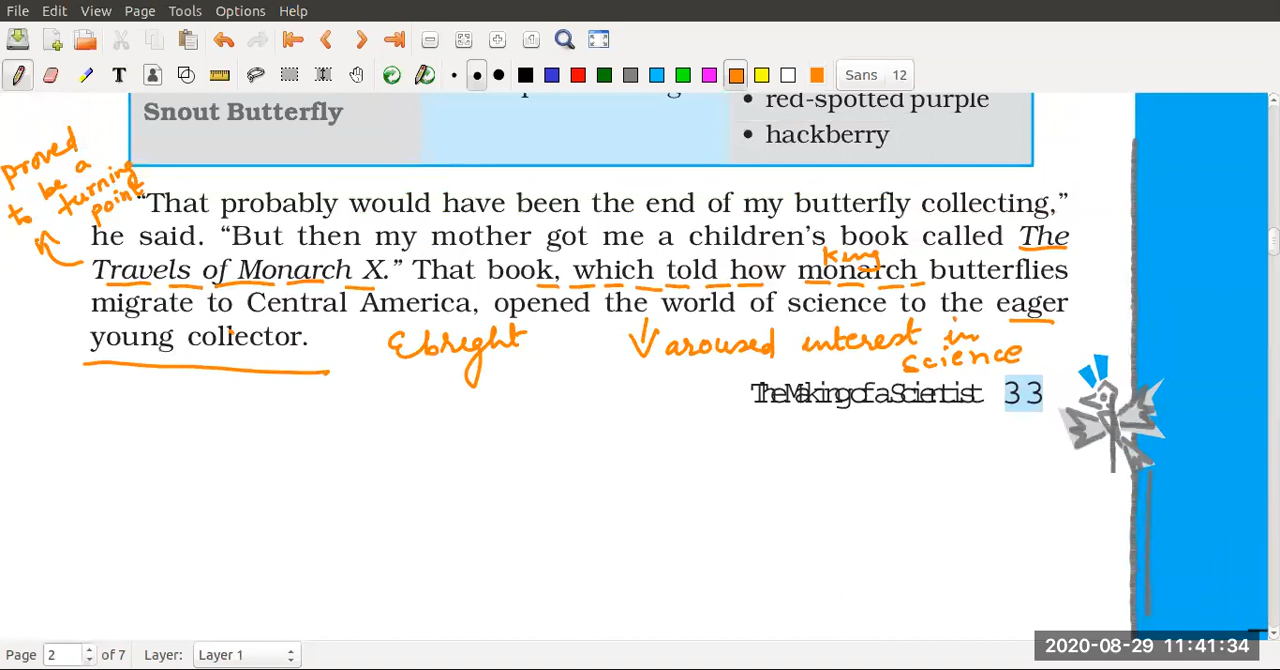 File Edit View Page Tools Options Help
T Sans 12
Snout Butterfly
• red-spotted purple
• hackberry
proved
to be a
turning
point
“That probably would have been the end of my butterfly collecting,”
he said. “But then my mother got me a children’s book called The
king
Travels of Monarch X.” That book, which told how monarch butterflies
migrate to Central America, opened the world of science to the eager
young collector.
Ebright
aroused interest in
science
The Making of a Scientist 33
Page 2 of 7 Layer: Layer 1
2020-08-29 11:41:34